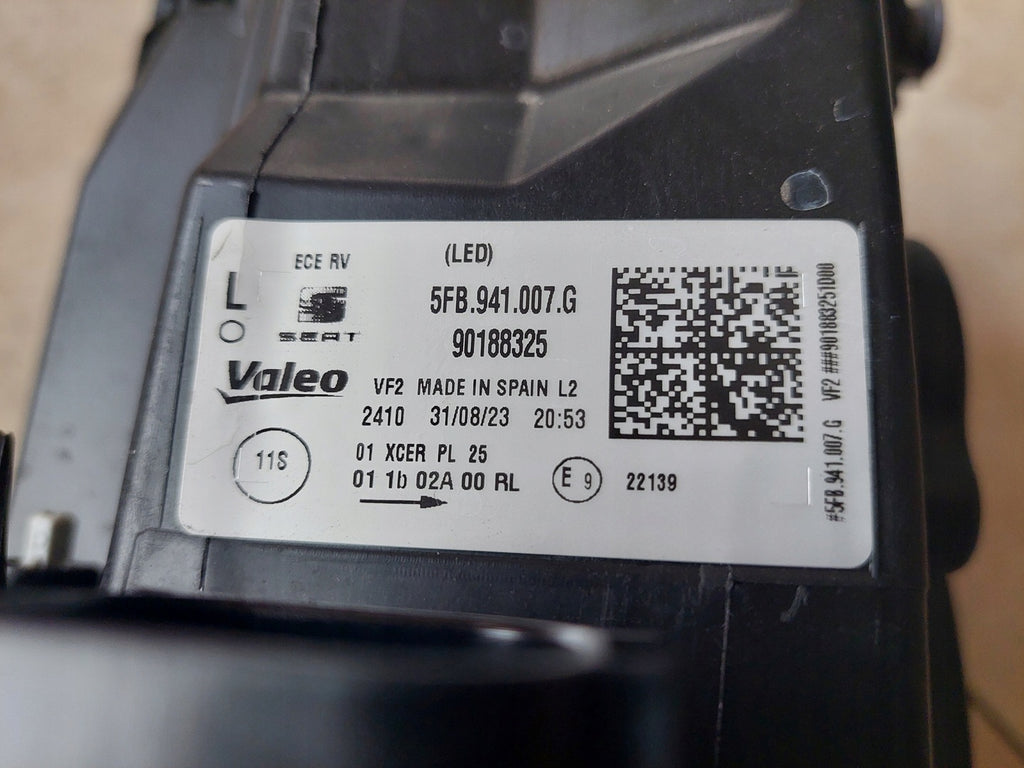 L
O
ECE RV
SEAT
Valeo
(LED)
5FB.941.007.G
90188325
VF2 MADE IN SPAIN L2
2410 31/08/23 20:53
11S
01 XCER PL 25
01 1b 02A 00 RL
E 9
22139
#5FB.941.007.G VF2 ###901883251D00